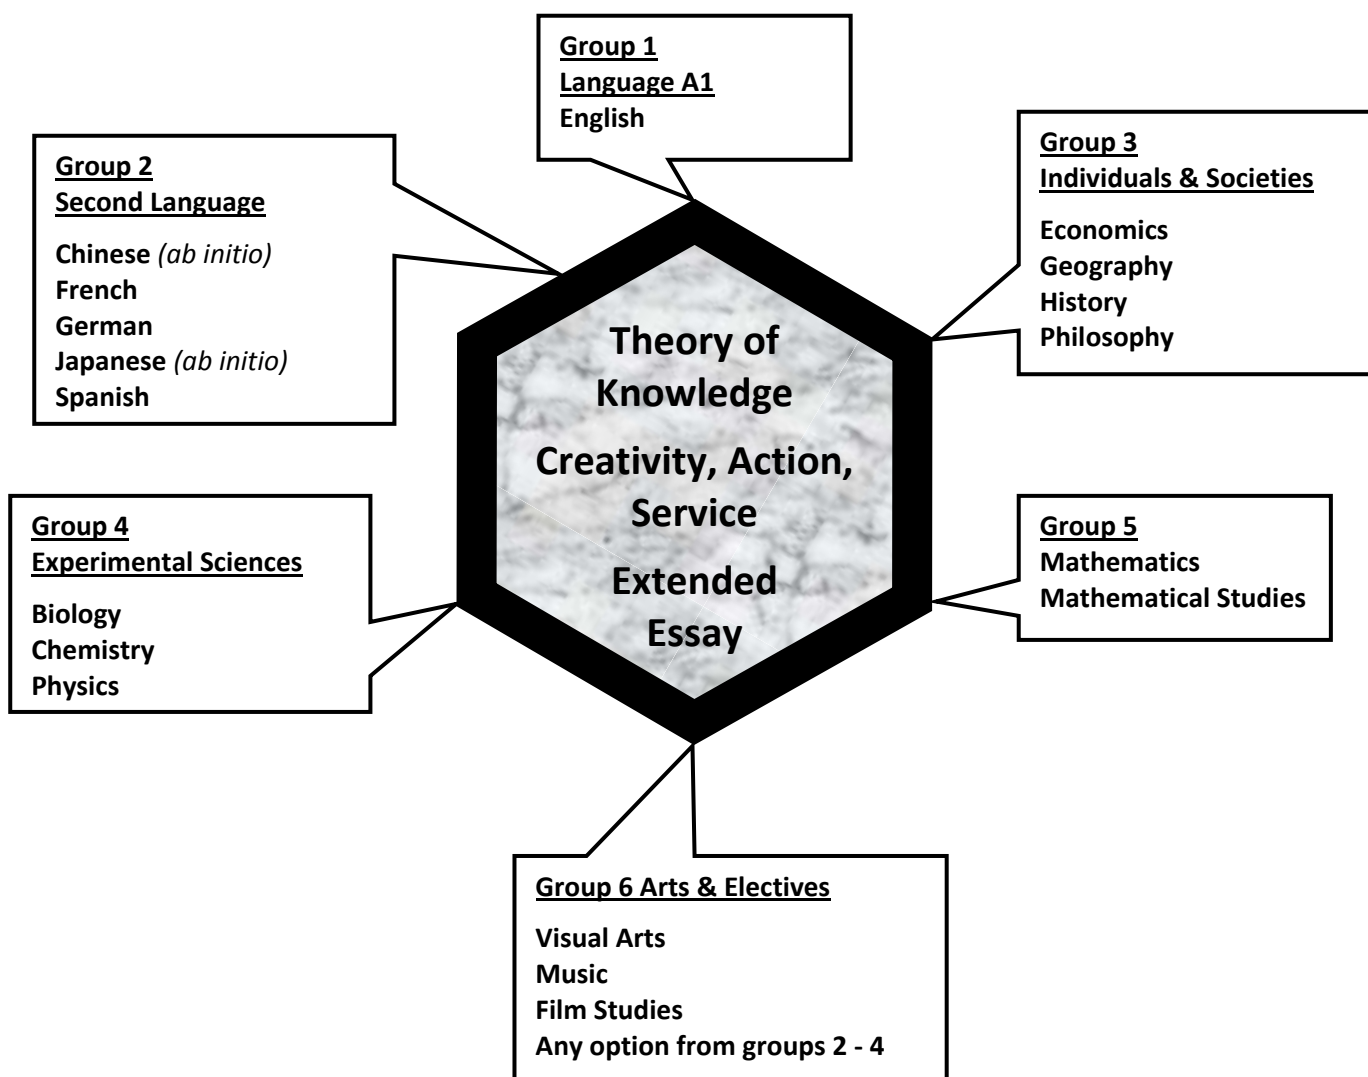 Group 1
Language A1
English
Group 2
Second Language
Chinese (ab initio)
French
German
Japanese (ab initio)
Spanish
Group 3
Individuals & Societies
Economics
Geography
History
Philosophy
Theory of
Knowledge
Creativity, Action,
Service
Extended
Essay
Group 4
Experimental Sciences
Biology
Chemistry
Physics
Group 5
Mathematics
Mathematical Studies
Group 6 Arts & Electives
Visual Arts
Music
Film Studies
Any option from groups 2 - 4